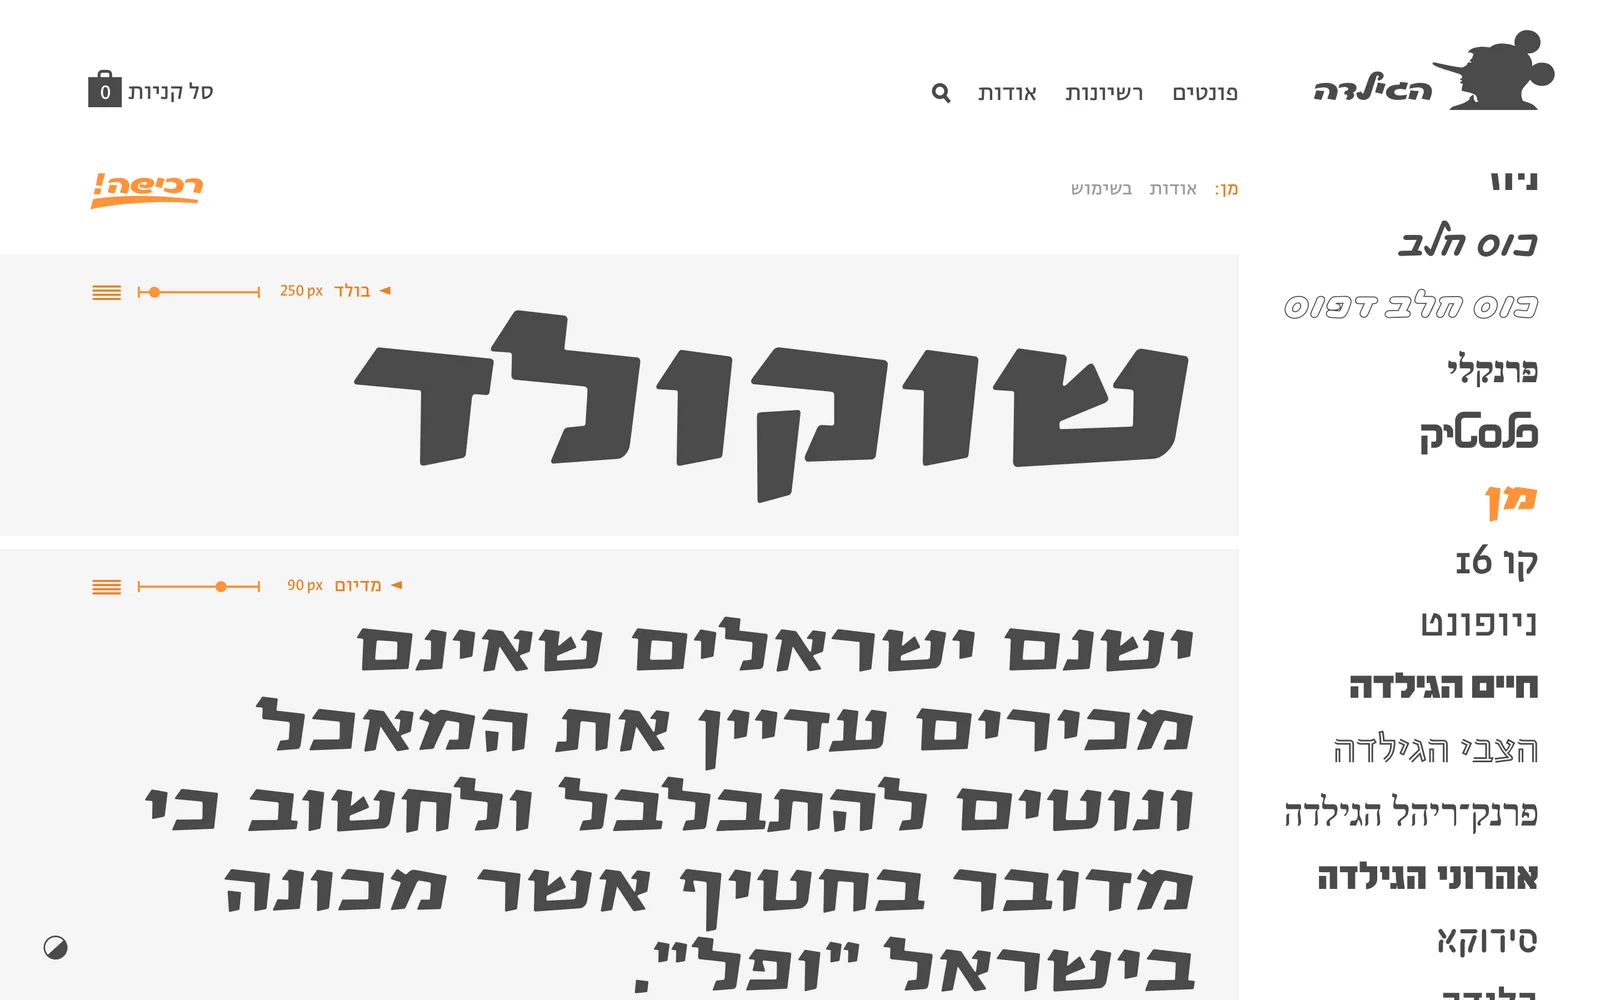 הגילדה
פונטים
רשיונות
אודות
סל קניות
0
מן:
אודות
בשימוש
רכישה!
בולד
250 px
שוקולד
מדיום
90 px
ישנם ישראלים שאינם
מכירים עדיין את המאכל
ונוטים להתבלבל ולחשוב כי
מדובר בחטיף אשר מכונה
בישראל "ופל".
כוס חלב
כוס חלב דפוס
פרנקלי
פלסטיק
מן
קו 16
ניופונט
חיים הגילדה
הצבי הגילדה
פרנק־ריהל הגילדה
אהרוני הגילדה
סידוקא